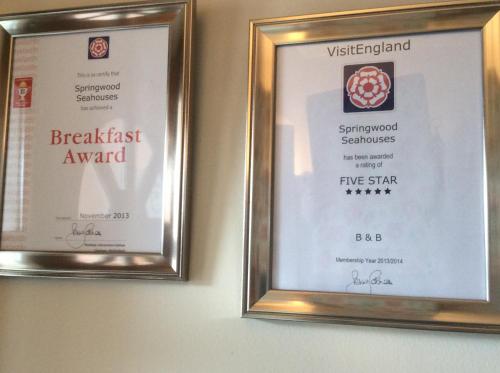 This is to certify that
Springwood
Seahouses
has achieved a
Breakfast
Award
November 2013
VisitEngland
Springwood
Seahouses
has been awarded
a rating of
FIVE STAR
★★★★★
B & B
Membership Year 2013/2014